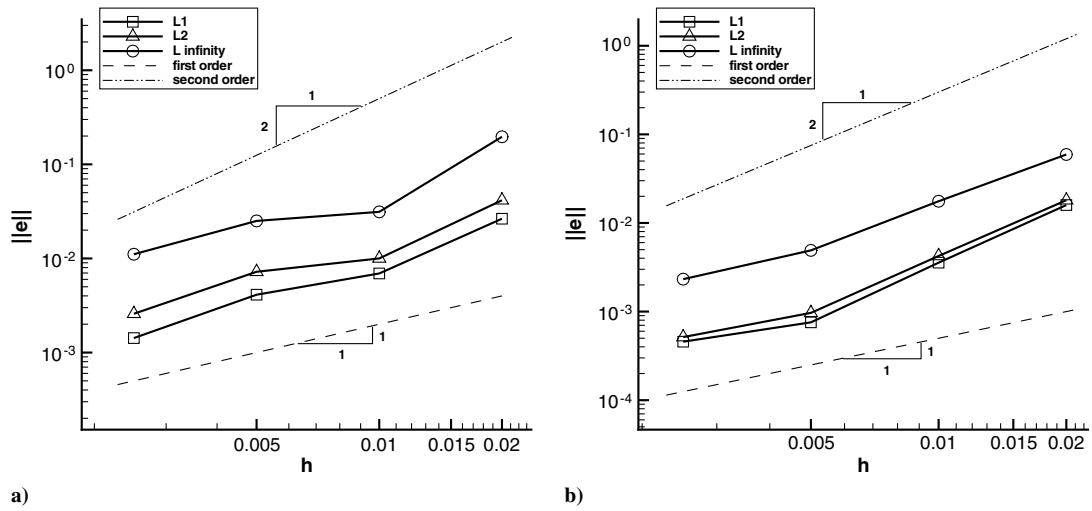 L1
L2
L infinity
first order
second order
||e||
10⁰
10⁻¹
10⁻²
10⁻³
1
2
1
1
0.005
0.01
0.015
0.02
h
a)
L1
L2
L infinity
first order
second order
||e||
10⁰
10⁻¹
10⁻²
10⁻³
10⁻⁴
1
2
1
1
0.005
0.01
0.015
0.02
h
b)